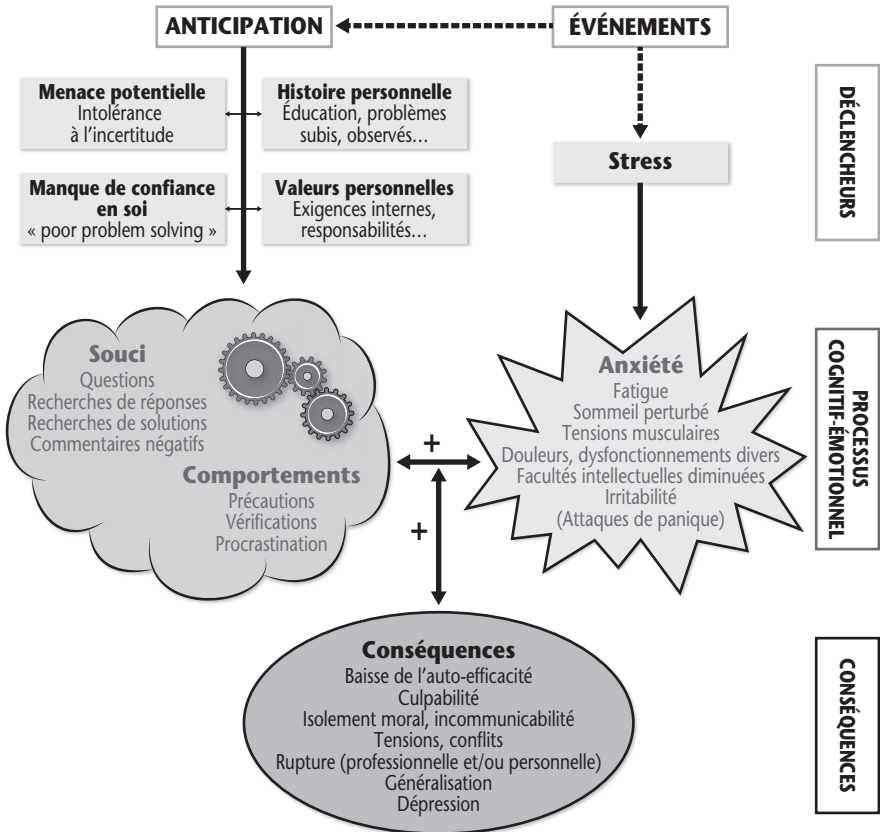 ANTICIPATION
ÉVÉNEMENTS
Menace potentielle
Intolérance
à l’incertitude
Histoire personnelle
Éducation, problèmes
subis, observés…
Manque de confiance
en soi
« poor problem solving »
Valeurs personnelles
Exigences internes,
responsabilités…
Stress
DÉCLENCHEURS
Souci
Questions
Recherches de réponses
Recherches de solutions
Commentaires négatifs
Comportements
Précautions
Vérifications
Procrastination
+
+
Anxiété
Fatigue
Sommeil perturbé
Tensions musculaires
Douleurs, dysfonctionnements divers
Facultés intellectuelles diminuées
Irritabilité
(Attaques de panique)
PROCESSUS
COGNITIF-ÉMOTIONNEL
Conséquences
Baisse de l’auto-efficacité
Culpabilité
Isolement moral, incommunicabilité
Tensions, conflits
Rupture (professionnelle et/ou personnelle)
Généralisation
Dépression
CONSÉQUENCES